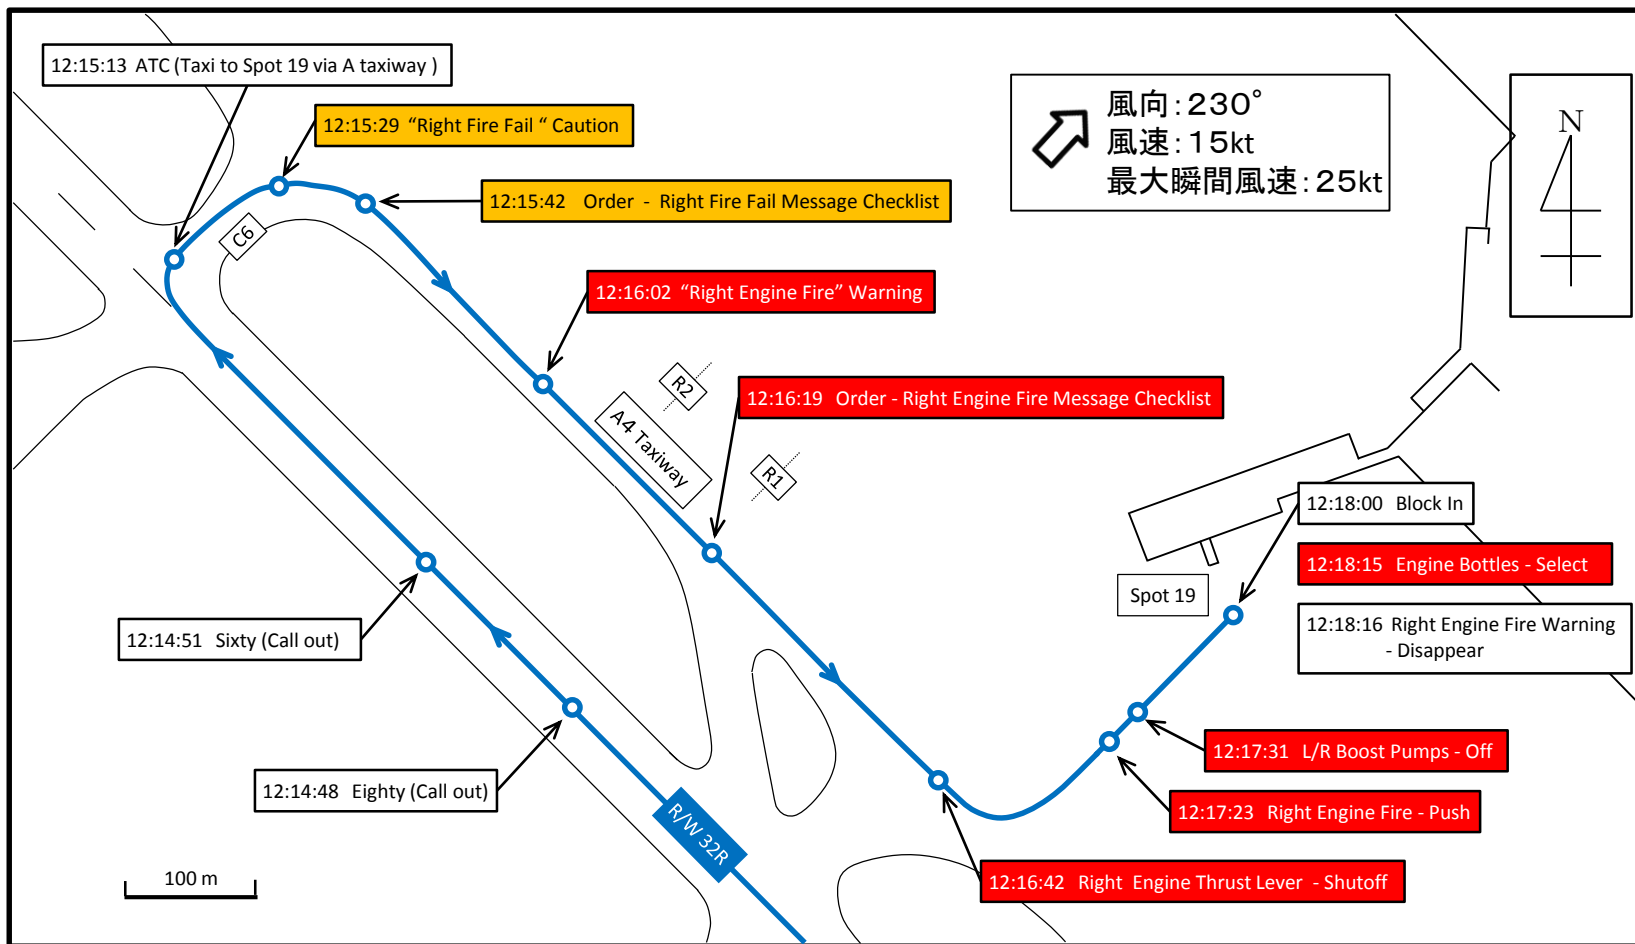 12:15:13 ATC (Taxi to Spot 19 via A taxiway )
12:15:29 “Right Fire Fail “ Caution
12:15:42 Order - Right Fire Fail Message Checklist
風向：230°
風速：15kt
最大瞬間風速：25kt
N
C6
12:16:02 “Right Engine Fire” Warning
R2
12:16:19 Order - Right Engine Fire Message Checklist
A4 Taxiway
R1
12:18:00 Block In
12:18:15 Engine Bottles - Select
Spot 19
12:18:16 Right Engine Fire Warning
- Disappear
12:14:51 Sixty (Call out)
12:17:31 L/R Boost Pumps - Off
12:14:48 Eighty (Call out)
12:17:23 Right Engine Fire - Push
R/W 32R
12:16:42 Right Engine Thrust Lever - Shutoff
100 m